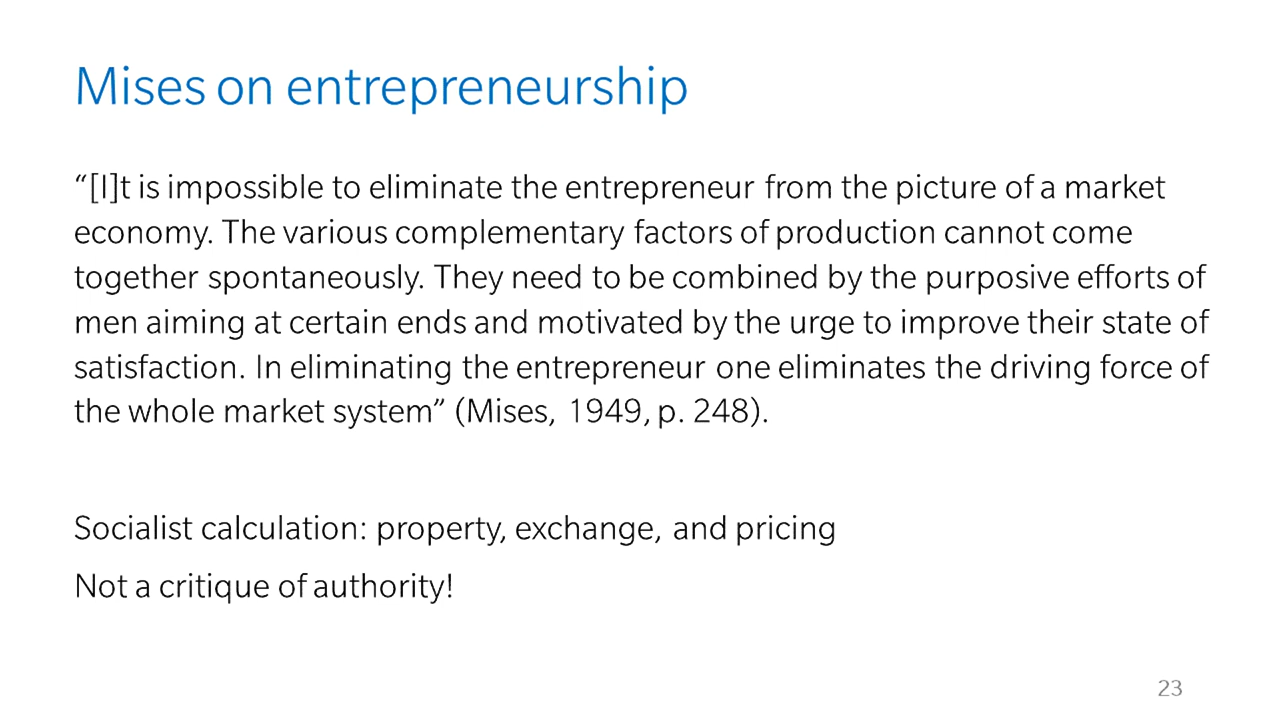 Mises on entrepreneurship
“[I]t is impossible to eliminate the entrepreneur from the picture of a market
economy. The various complementary factors of production cannot come
together spontaneously. They need to be combined by the purposive efforts of
men aiming at certain ends and motivated by the urge to improve their state of
satisfaction. In eliminating the entrepreneur one eliminates the driving force of
the whole market system” (Mises, 1949, p. 248).
Socialist calculation: property, exchange, and pricing
Not a critique of authority!
23